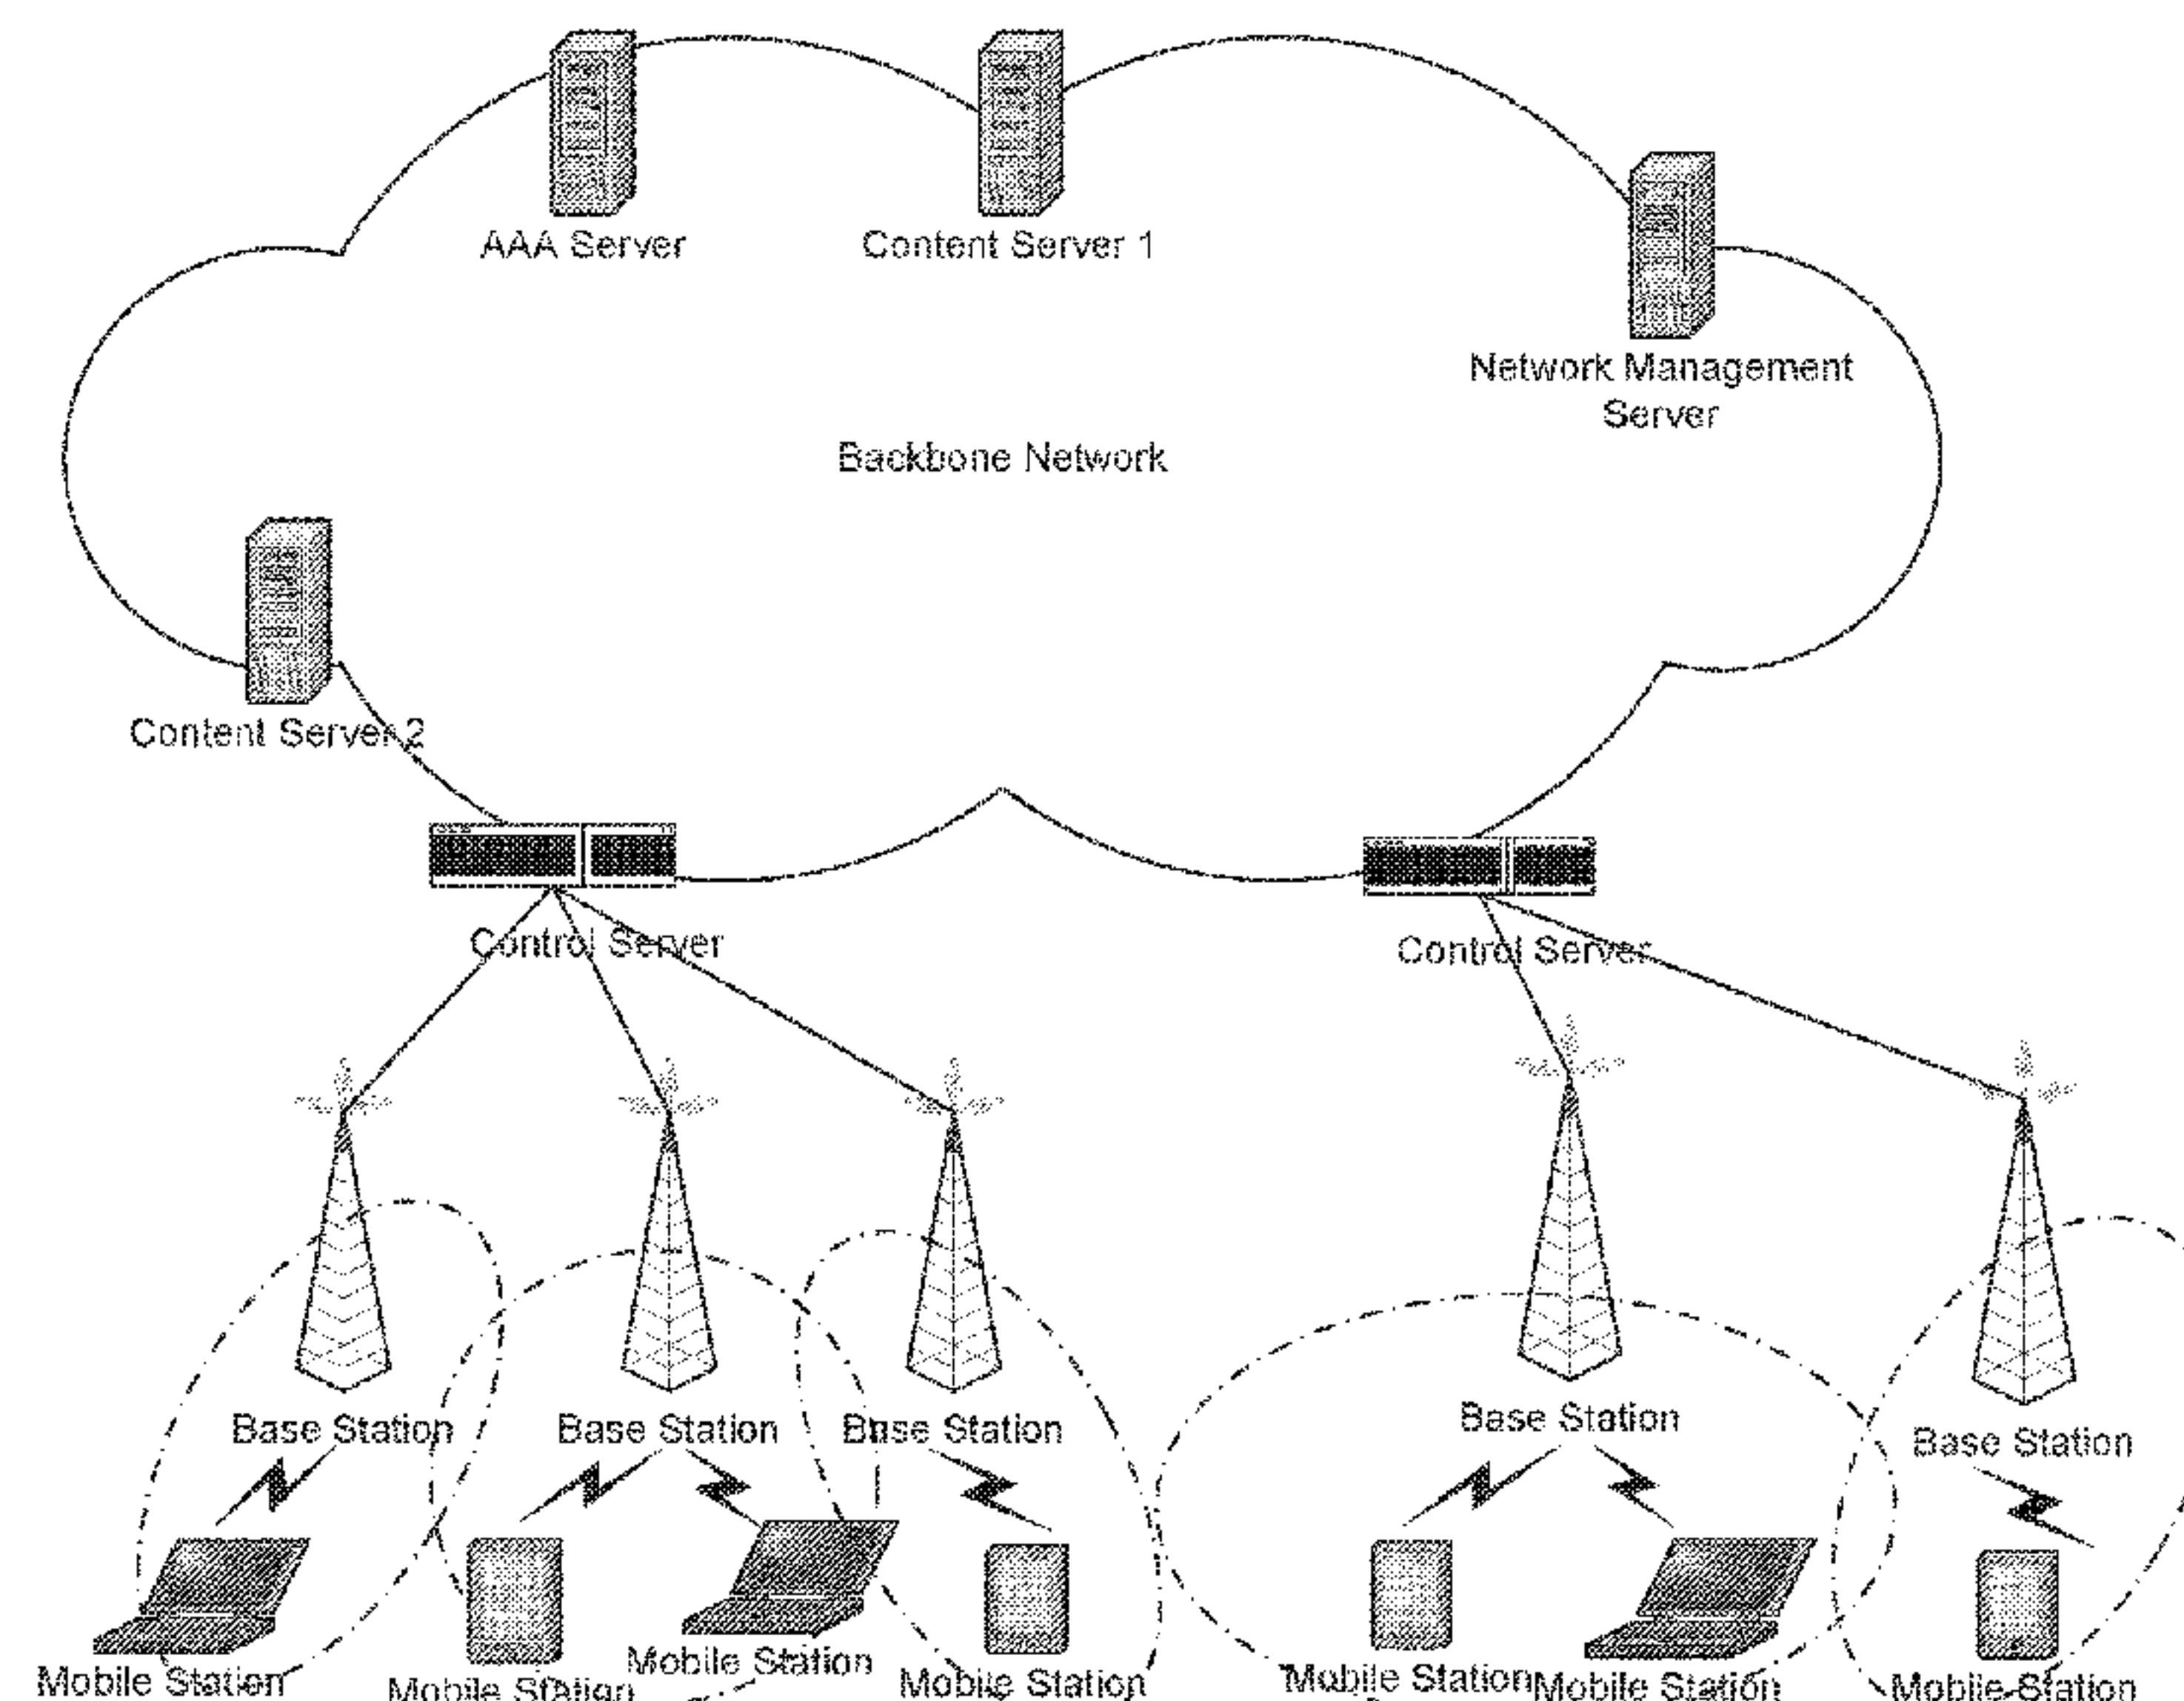 AAA Server
Content Server 1
Network Management
Server
Backbone Network
Content Server 2
Control Server
Control Server
Base Station
Base Station
Base Station
Base Station
Base Station
Mobile Station
Mobile Station
Mobile Station
Mobile Station
Mobile Station
Mobile Station
Mobile Station